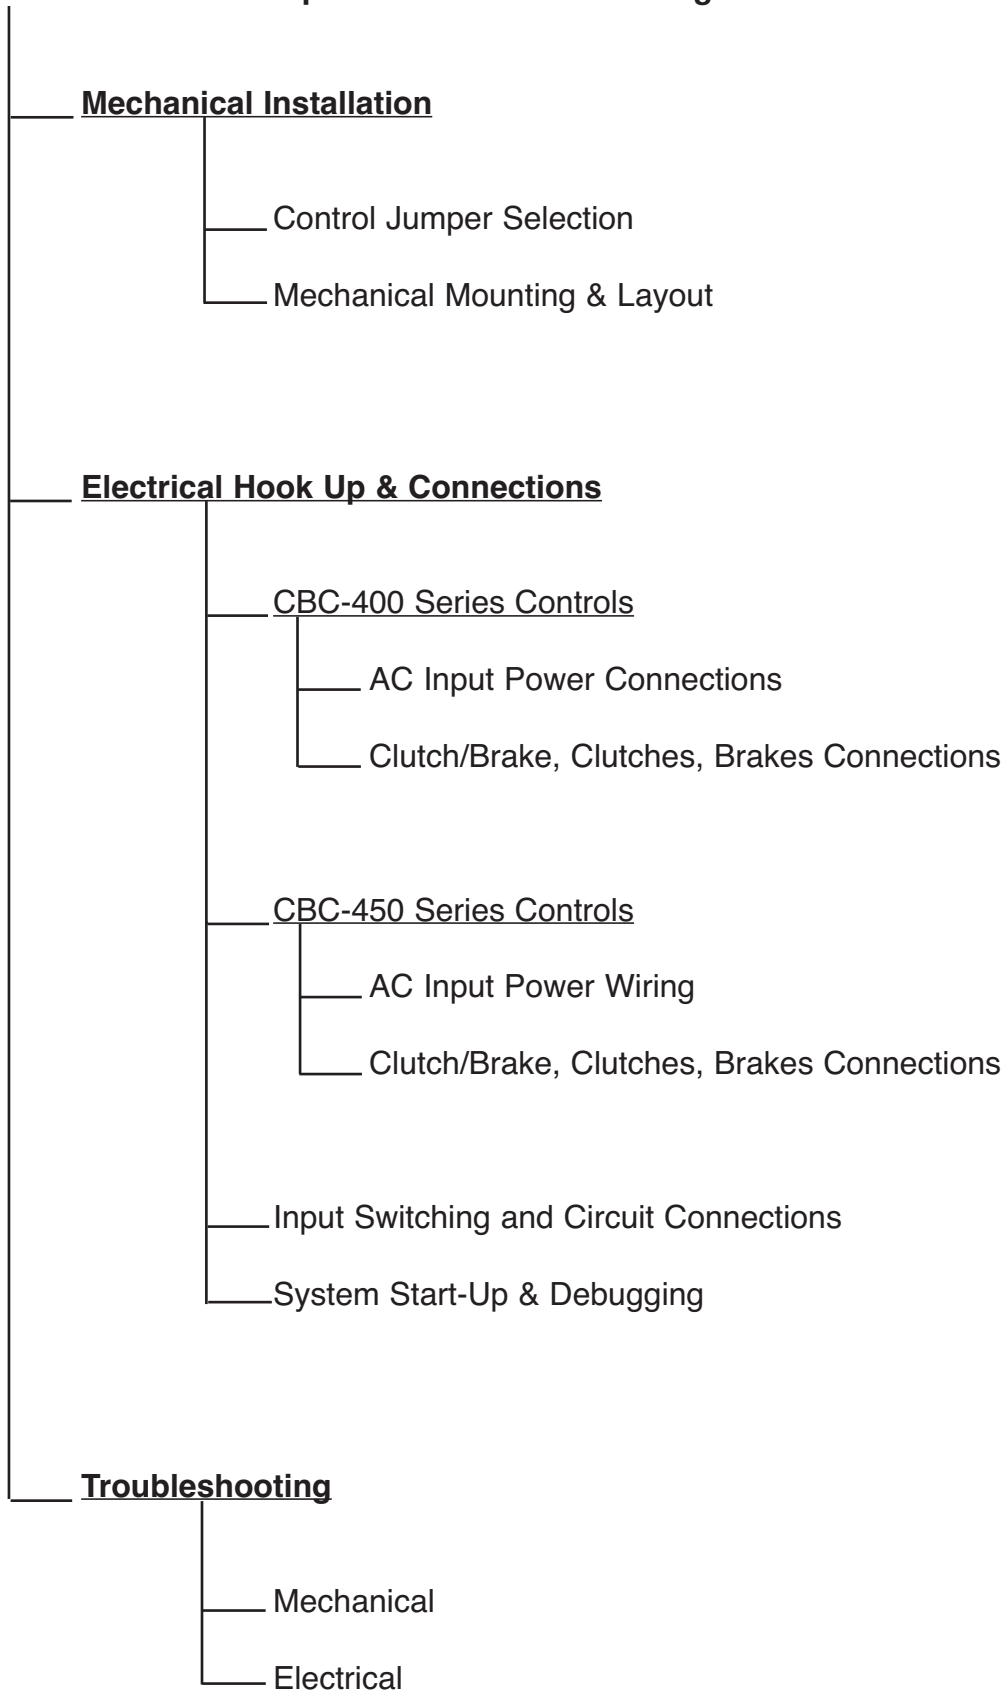 Mechanical Installation
Control Jumper Selection
Mechanical Mounting & Layout
Electrical Hook Up & Connections
CBC-400 Series Controls
AC Input Power Connections
Clutch/Brake, Clutches, Brakes Connections
CBC-450 Series Controls
AC Input Power Wiring
Clutch/Brake, Clutches, Brakes Connections
Input Switching and Circuit Connections
System Start-Up & Debugging
Troubleshooting
Mechanical
Electrical